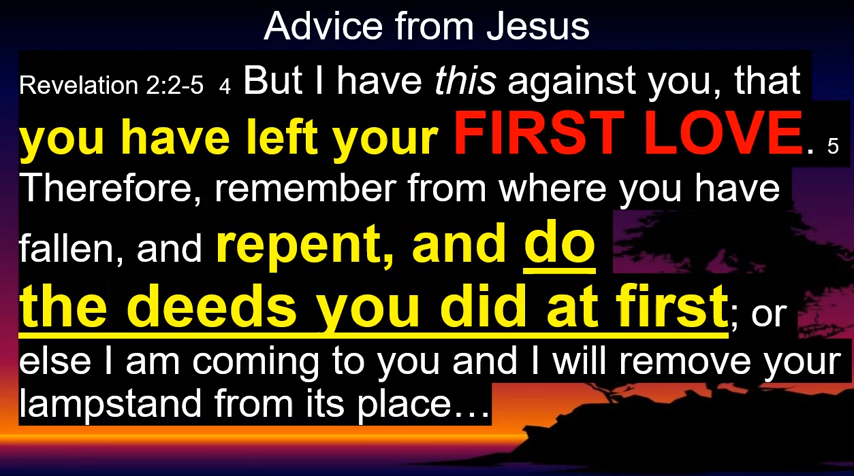 Advice from Jesus
Revelation 2:2-5 4 But I have this against you, that
you have left your FIRST LOVE. 5
Therefore, remember from where you have
fallen, and repent, and do
the deeds you did at first; or
else I am coming to you and I will remove your
lampstand from its place…